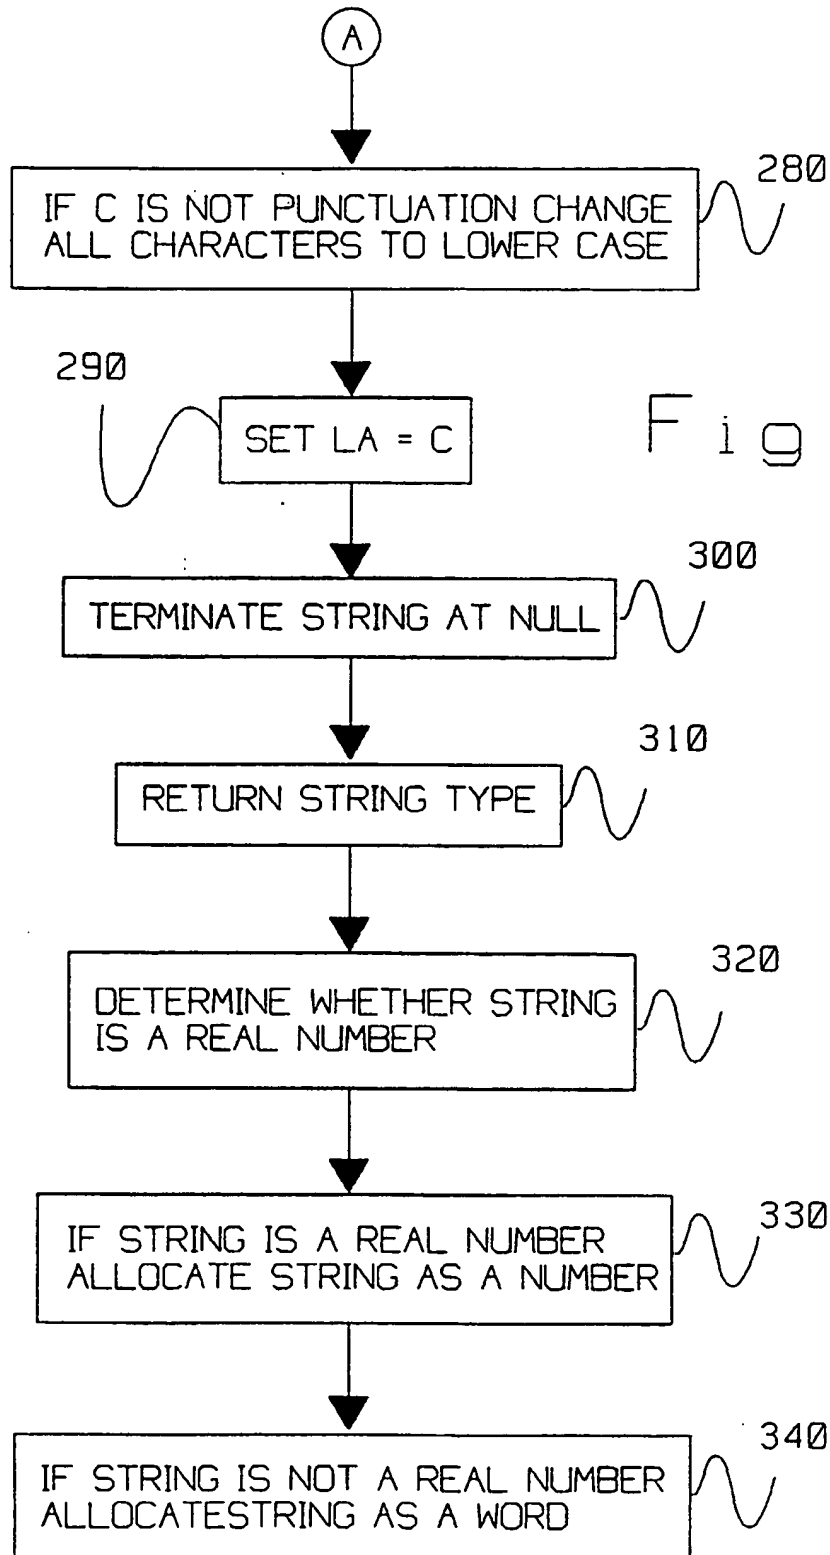 A
280
IF C IS NOT PUNCTUATION CHANGE
ALL CHARACTERS TO LOWER CASE
290
SET LA = C
Fig
300
TERMINATE STRING AT NULL
310
RETURN STRING TYPE
320
DETERMINE WHETHER STRING
IS A REAL NUMBER
330
IF STRING IS A REAL NUMBER
ALLOCATE STRING AS A NUMBER
340
IF STRING IS NOT A REAL NUMBER
ALLOCATESTRING AS A WORD